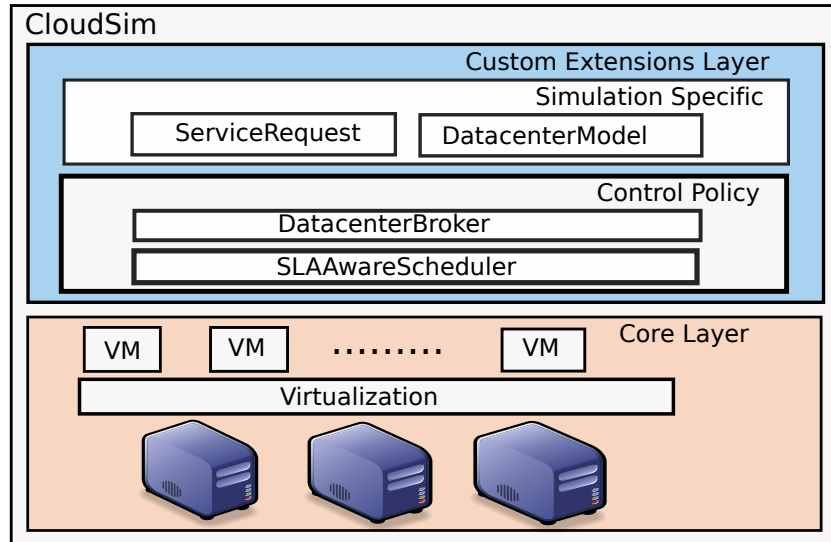 CloudSim
Custom Extensions Layer
Simulation Specific
ServiceRequest
DatacenterModel
Control Policy
DatacenterBroker
SLAAwareScheduler
Core Layer
VM VM ......... VM
Virtualization